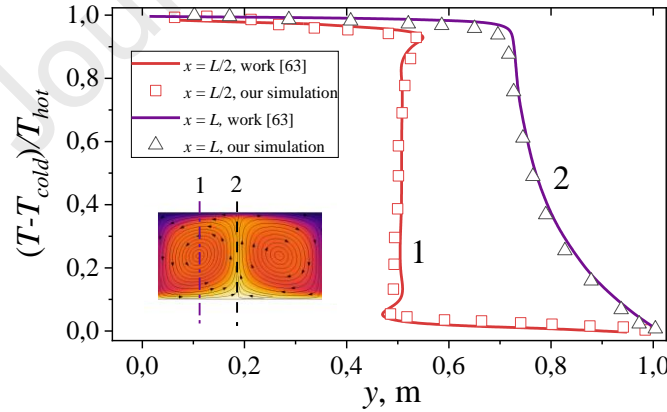 Jour
(T-T_cold)/T_hot
1,0
0,8
0,6
0,4
0,2
0,0
x = L/2, work [63]
x = L/2, our simulation
x = L, work [63]
x = L, our simulation
1 2
2
1
0,0 0,2 0,4 0,6 0,8 1,0
y, m